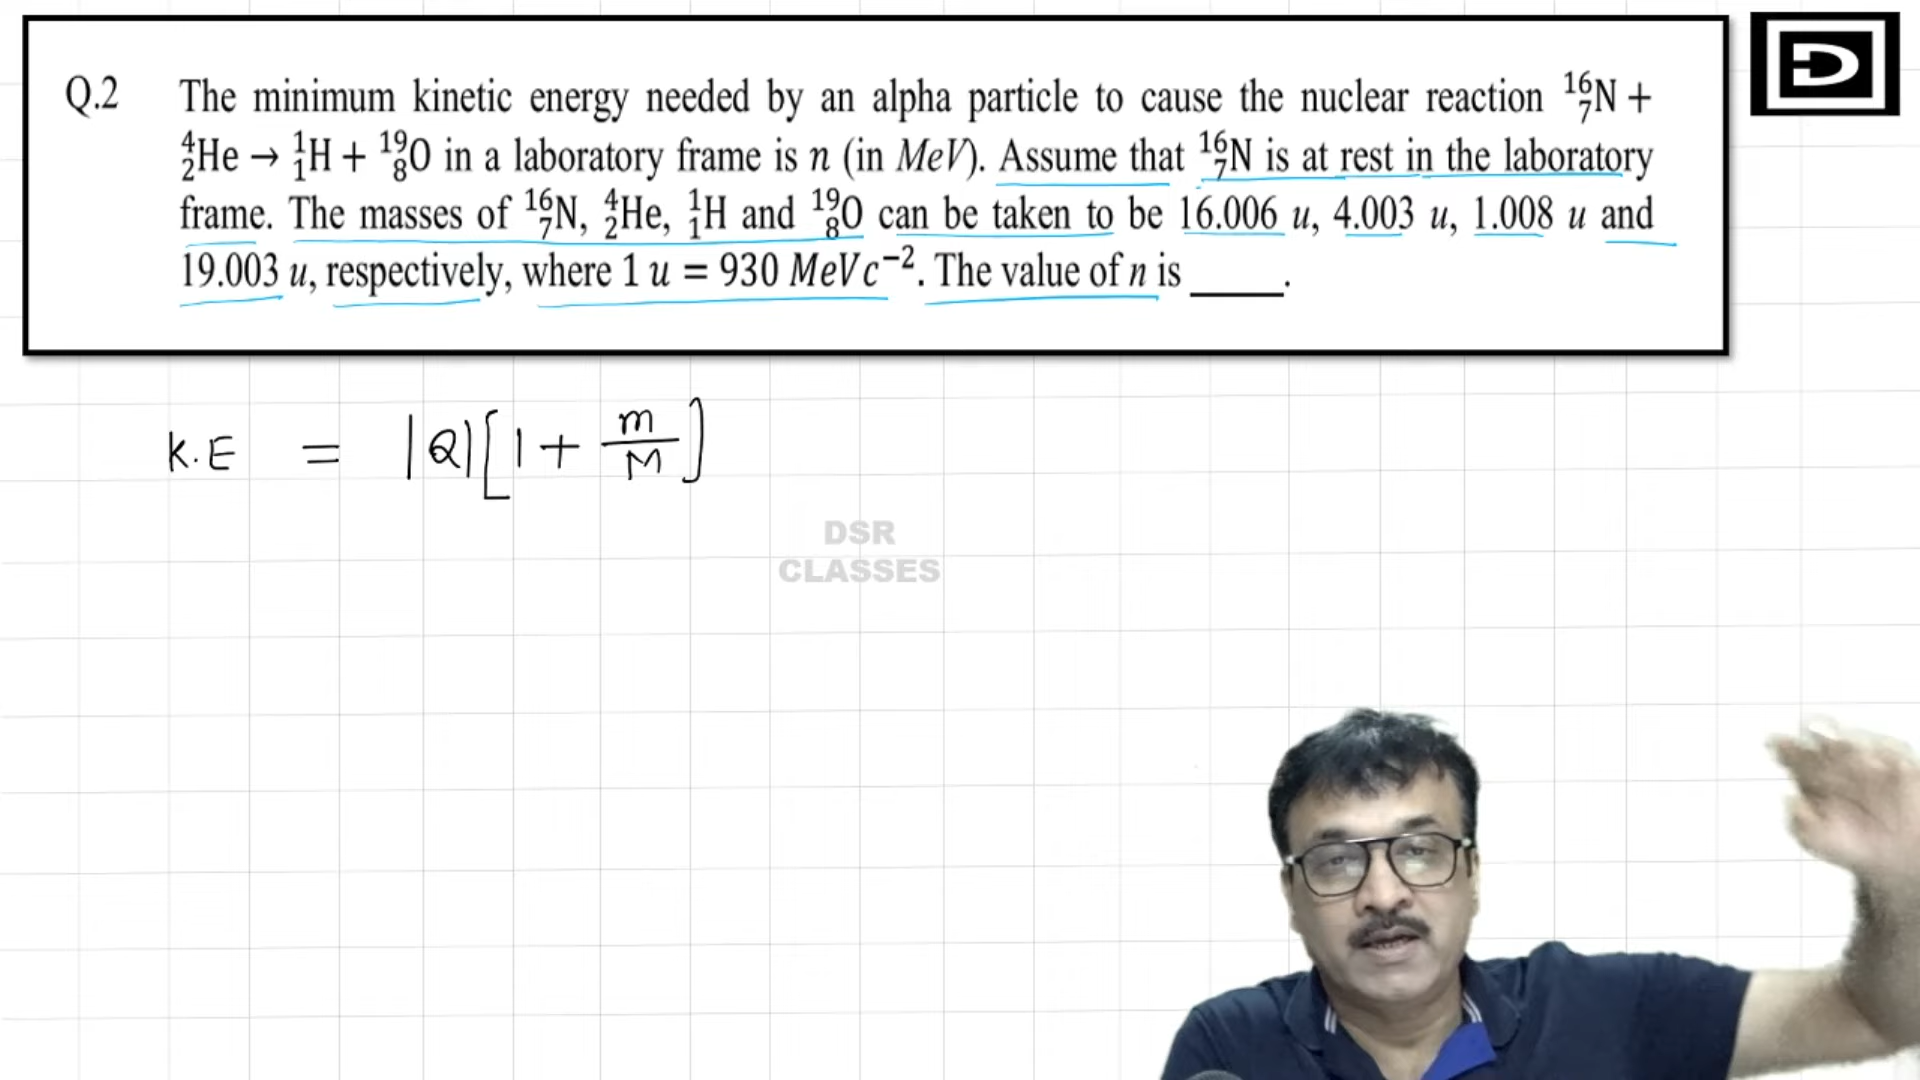 Q.2 The minimum kinetic energy needed by an alpha particle to cause the nuclear reaction ¹⁶₇N +
⁴₂He → ¹₁H + ¹⁹₈O in a laboratory frame is n (in MeV). Assume that ¹⁶₇N is at rest in the laboratory
frame. The masses of ¹⁶₇N, ⁴₂He, ¹₁H and ¹⁹₈O can be taken to be 16.006 u, 4.003 u, 1.008 u and
19.003 u, respectively, where 1 u = 930 MeVc⁻². The value of n is _____.
K.E = |Q|[1 + m/M]
DSR
CLASSES